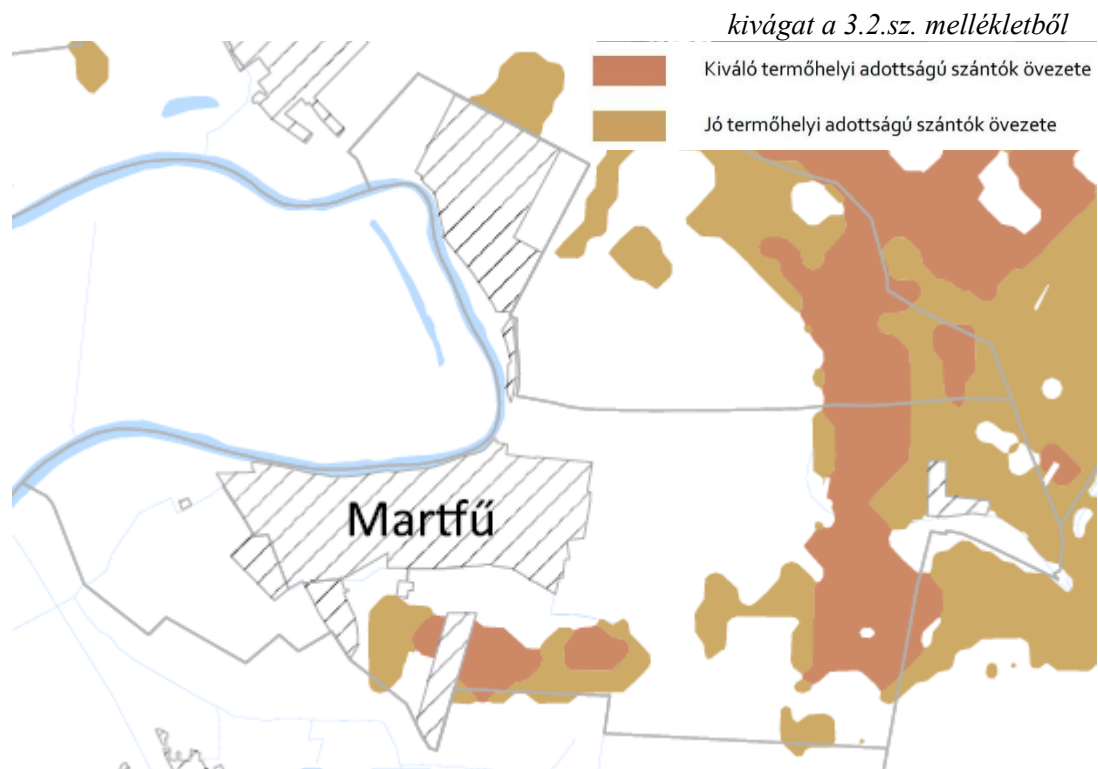 kivágat a 3.2.sz. mellékletből
Kiváló termőhelyi adottságú szántók övezete
Jó termőhelyi adottságú szántók övezete
Martfű